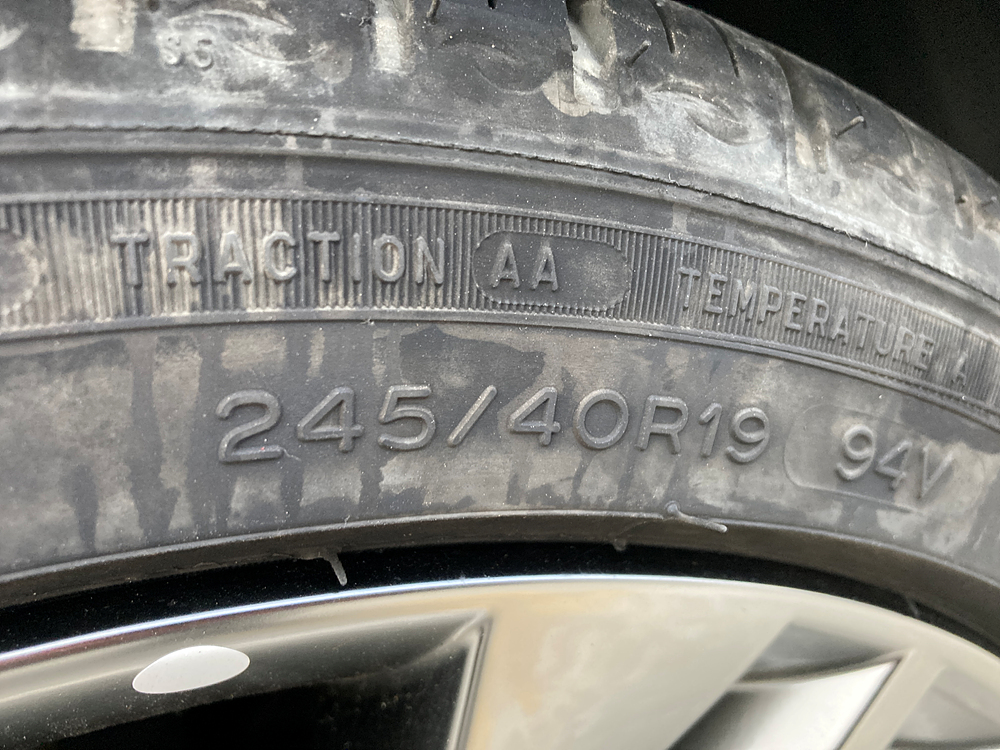 TRACTION AA TEMPERATURE A
245/40R19 94V